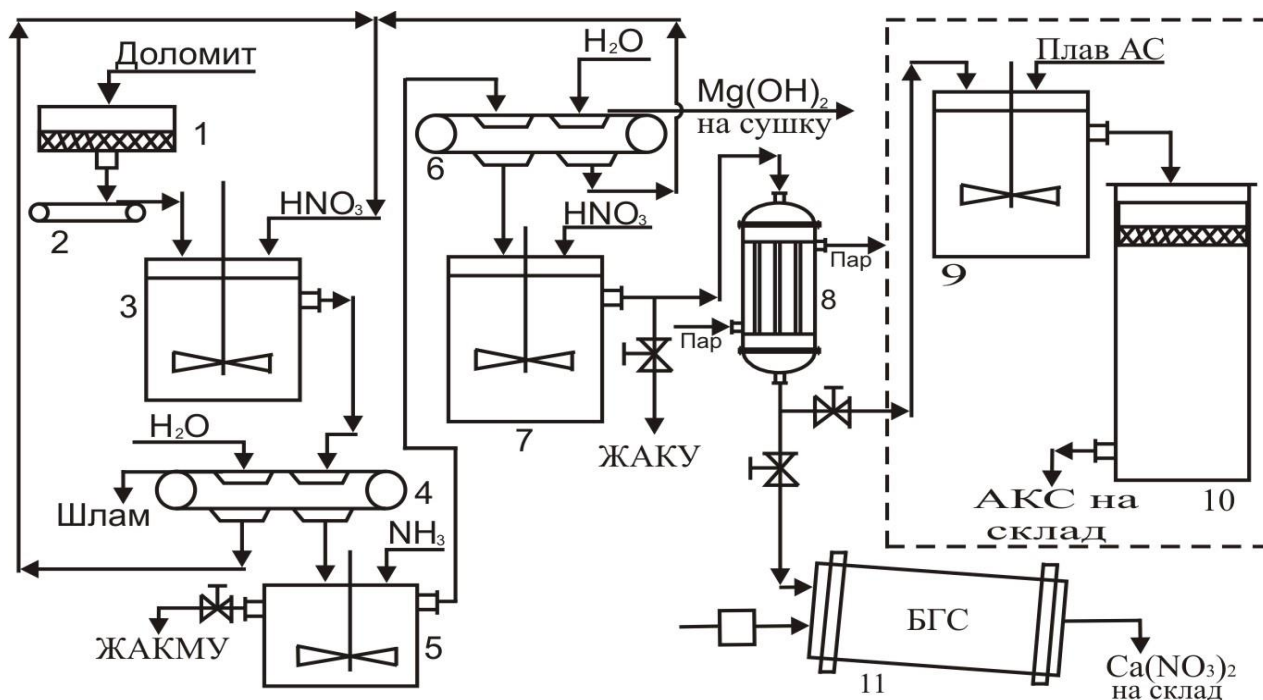 Доломит
1
2
HNO₃
3
H₂O
4
Шлам
NH₃
ЖАКМУ
5
H₂O
Mg(OH)₂
на сушку
6
HNO₃
7
ЖАКУ
Пар
Пар
8
Плав АС
9
10
АКС на
склад
БГС
11
Ca(NO₃)₂
на склад